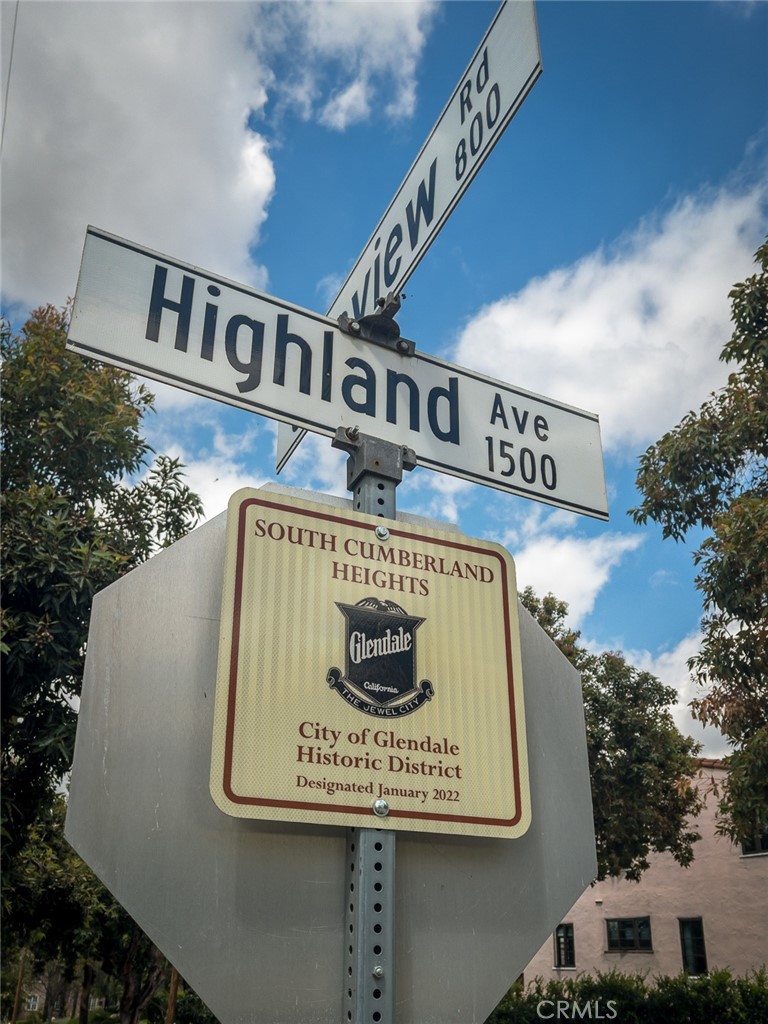 view Rd
800
Highland Ave
1500
SOUTH CUMBERLAND
HEIGHTS
Glendale
California
THE JEWEL CITY
City of Glendale
Historic District
Designated January 2022
CRMLS